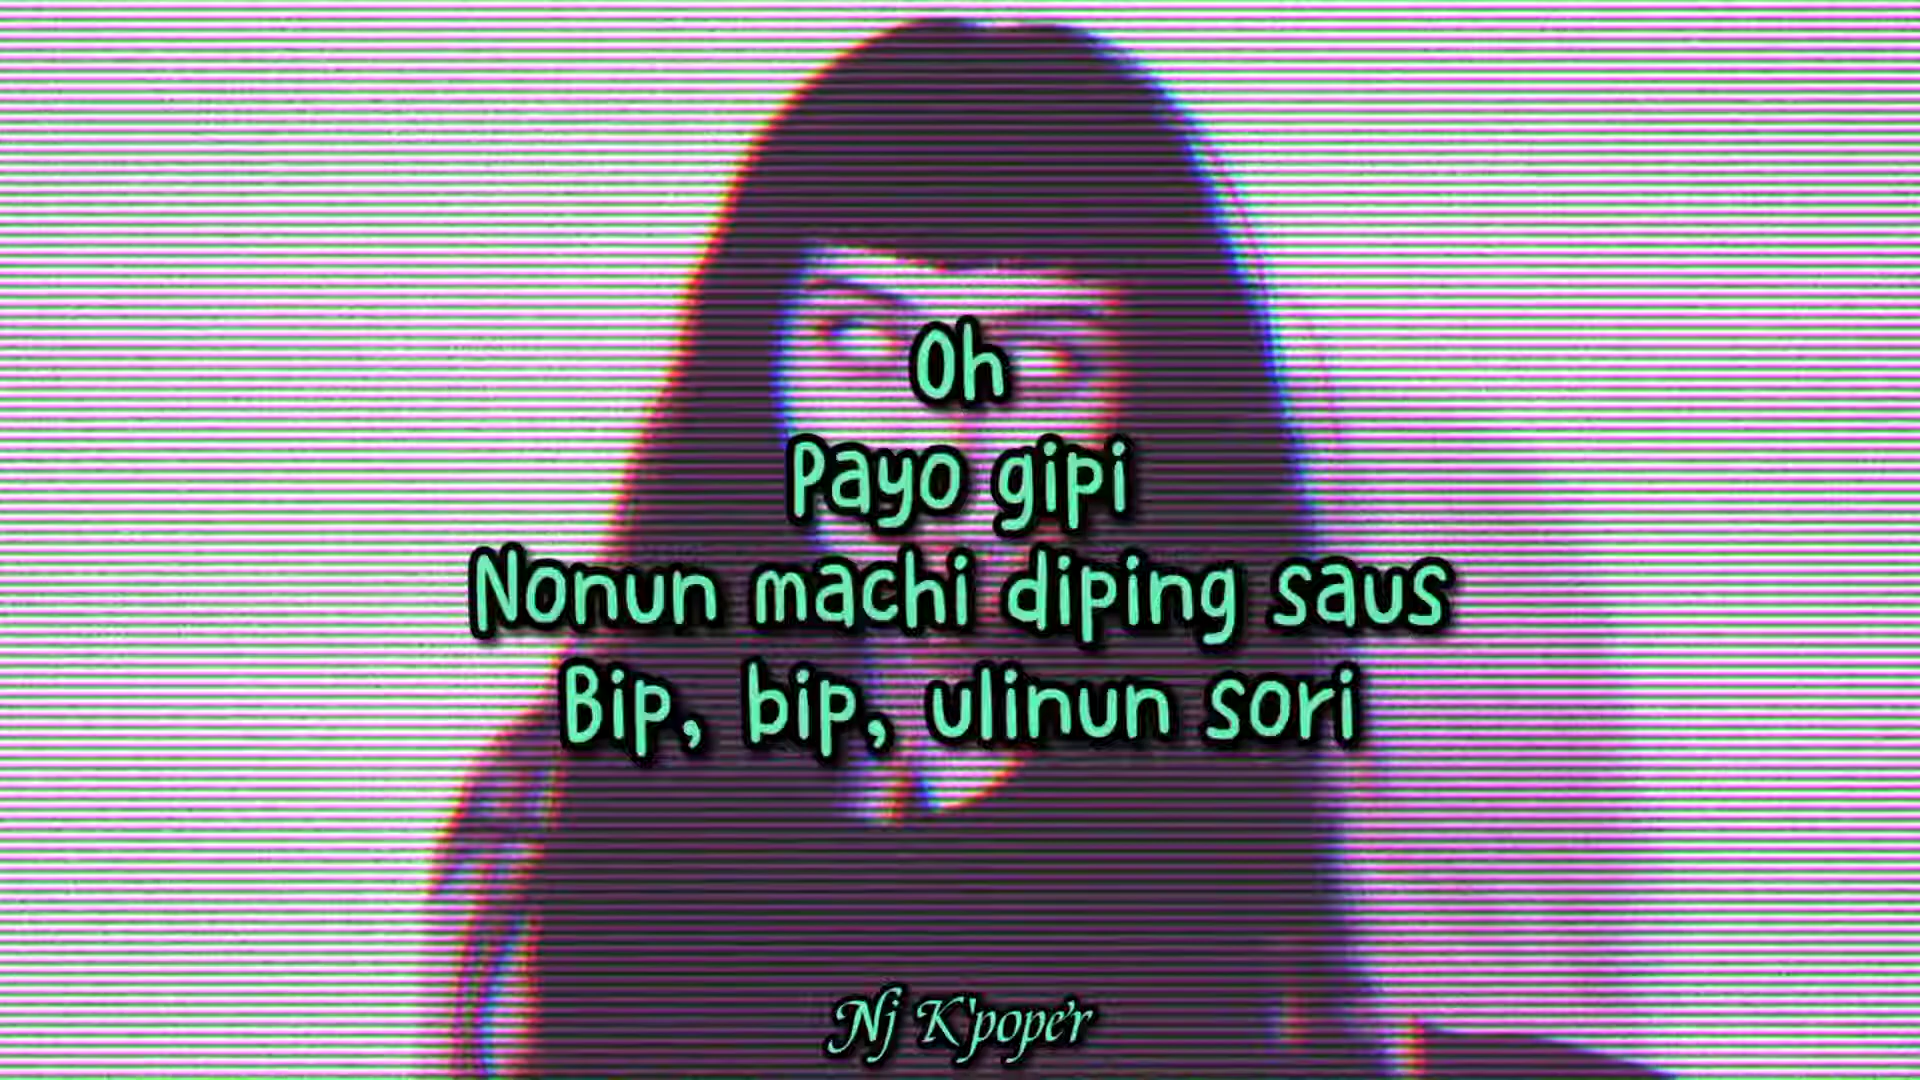 Oh
Payo gipi
Nonun machi diping saus
Bip, bip, ulinun sori
Nj K'pope'r